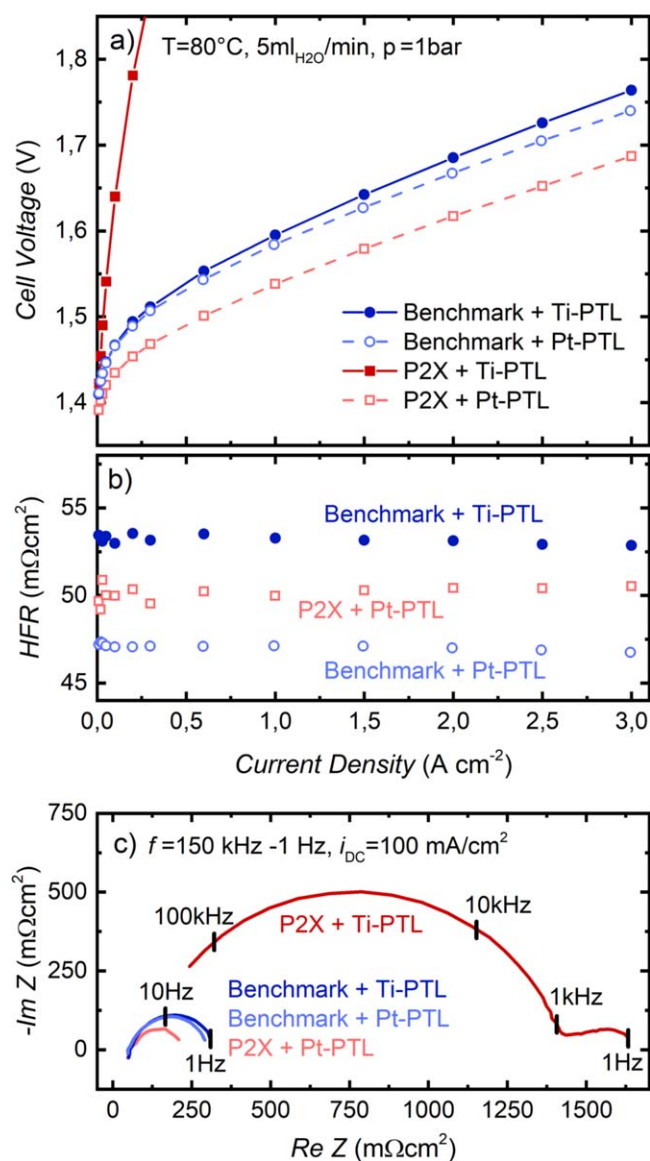 a)
T=80°C, 5ml_H2O/min, p=1bar
1,8
1,7
1,6
1,5
1,4
Cell Voltage (V)
Benchmark + Ti-PTL
Benchmark + Pt-PTL
P2X + Ti-PTL
P2X + Pt-PTL
b)
55
50
45
HFR (mΩcm²)
Benchmark + Ti-PTL
P2X + Pt-PTL
Benchmark + Pt-PTL
0,0 0,5 1,0 1,5 2,0 2,5 3,0
Current Density (A cm⁻²)
c) f =150 kHz -1 Hz, i_DC=100 mA/cm²
750
500
250
0
-Im Z (mΩcm²)
100kHz
P2X + Ti-PTL
10kHz
10Hz
Benchmark + Ti-PTL
Benchmark + Pt-PTL
1kHz
1Hz
P2X + Pt-PTL
1Hz
0 250 500 750 1000 1250 1500
Re Z (mΩcm²)